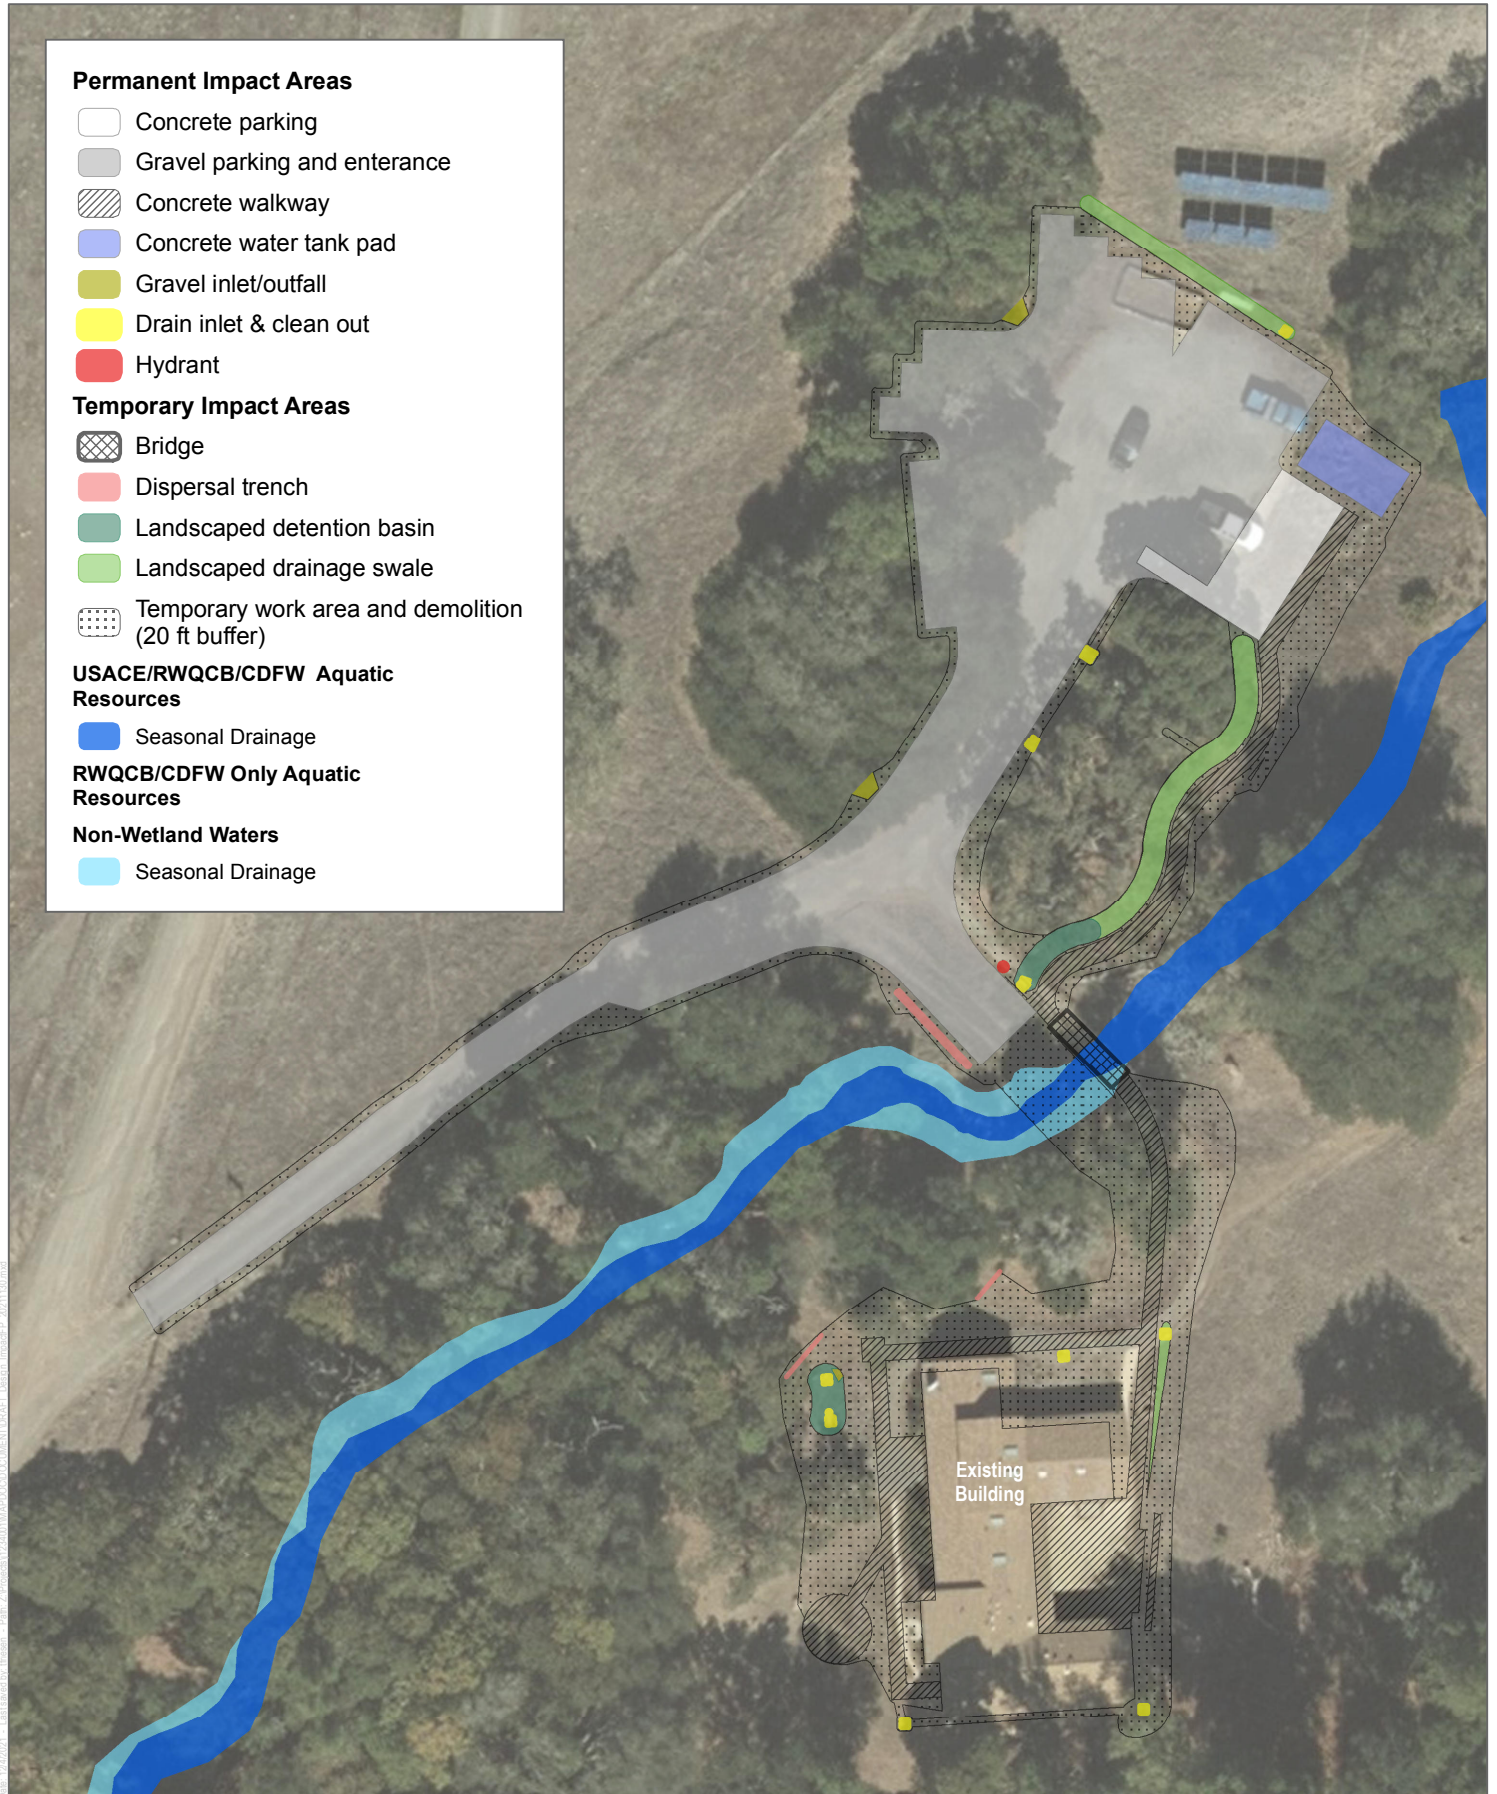 Permanent Impact Areas
Concrete parking
Gravel parking and enterance
Concrete walkway
Concrete water tank pad
Gravel inlet/outfall
Drain inlet & clean out
Hydrant
Temporary Impact Areas
Bridge
Dispersal trench
Landscaped detention basin
Landscaped drainage swale
Temporary work area and demolition
(20 ft buffer)
USACE/RWQCB/CDFW Aquatic
Resources
Seasonal Drainage
RWQCB/CDFW Only Aquatic
Resources
Non-Wetland Waters
Seasonal Drainage
Existing
Building